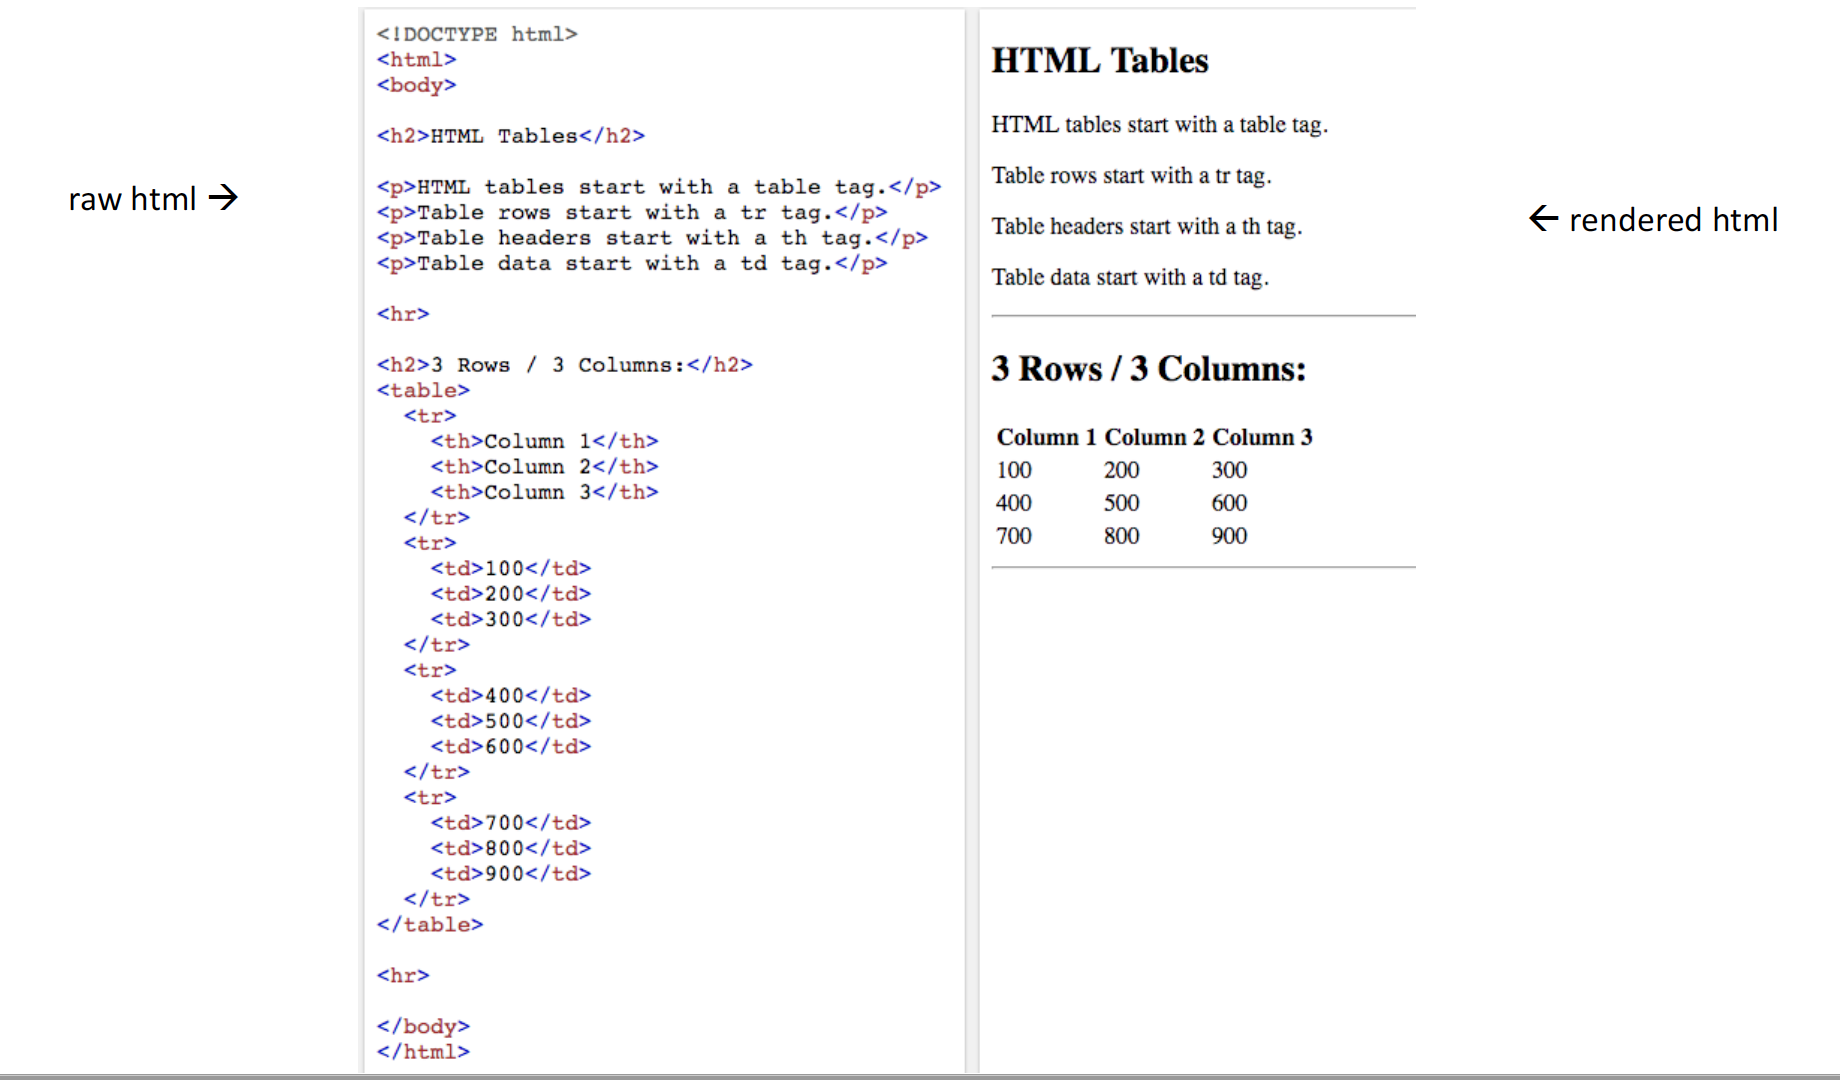 raw html →
<!DOCTYPE html>
<html>
<body>
<h2>HTML Tables</h2>
<p>HTML tables start with a table tag.</p>
<p>Table rows start with a tr tag.</p>
<p>Table headers start with a th tag.</p>
<p>Table data start with a td tag.</p>
<hr>
<h2>3 Rows / 3 Columns:</h2>
<table>
<tr>
<th>Column 1</th>
<th>Column 2</th>
<th>Column 3</th>
</tr>
<tr>
<td>100</td>
<td>200</td>
<td>300</td>
</tr>
<tr>
<td>400</td>
<td>500</td>
<td>600</td>
</tr>
<tr>
<td>700</td>
<td>800</td>
<td>900</td>
</tr>
</table>
<hr>
</body>
</html>
HTML Tables
HTML tables start with a table tag.
Table rows start with a tr tag.
Table headers start with a th tag.
Table data start with a td tag.
3 Rows / 3 Columns:
Column 1 Column 2 Column 3
100 200 300
400 500 600
700 800 900
← rendered html